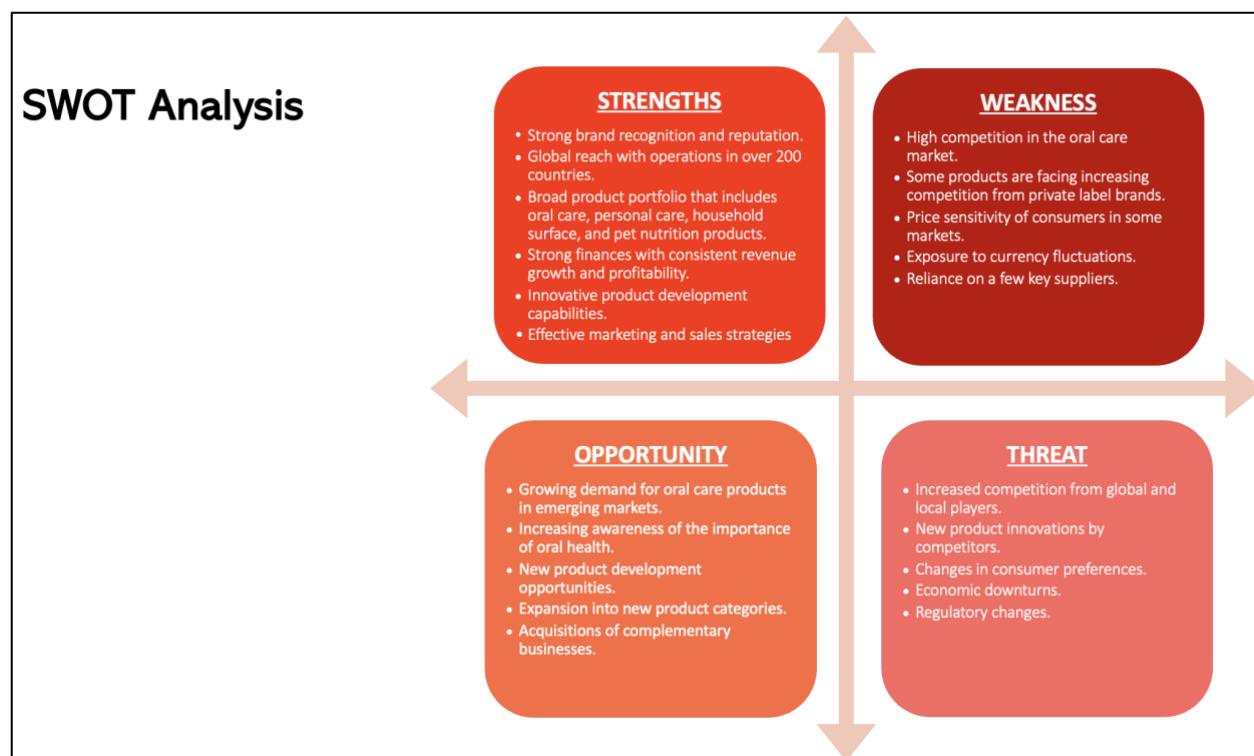 SWOT Analysis
STRENGTHS
• Strong brand recognition and reputation.
• Global reach with operations in over 200
countries.
• Broad product portfolio that includes
oral care, personal care, household
surface, and pet nutrition products.
• Strong finances with consistent revenue
growth and profitability.
• Innovative product development
capabilities.
• Effective marketing and sales strategies
WEAKNESS
• High competition in the oral care
market.
• Some products are facing increasing
competition from private label brands.
• Price sensitivity of consumers in some
markets.
• Exposure to currency fluctuations.
• Reliance on a few key suppliers.
OPPORTUNITY
• Growing demand for oral care products
in emerging markets.
• Increasing awareness of the importance
of oral health.
• New product development
opportunities.
• Expansion into new product categories.
• Acquisitions of complementary
businesses.
THREAT
• Increased competition from global and
local players.
• New product innovations by
competitors.
• Changes in consumer preferences.
• Economic downturns.
• Regulatory changes.